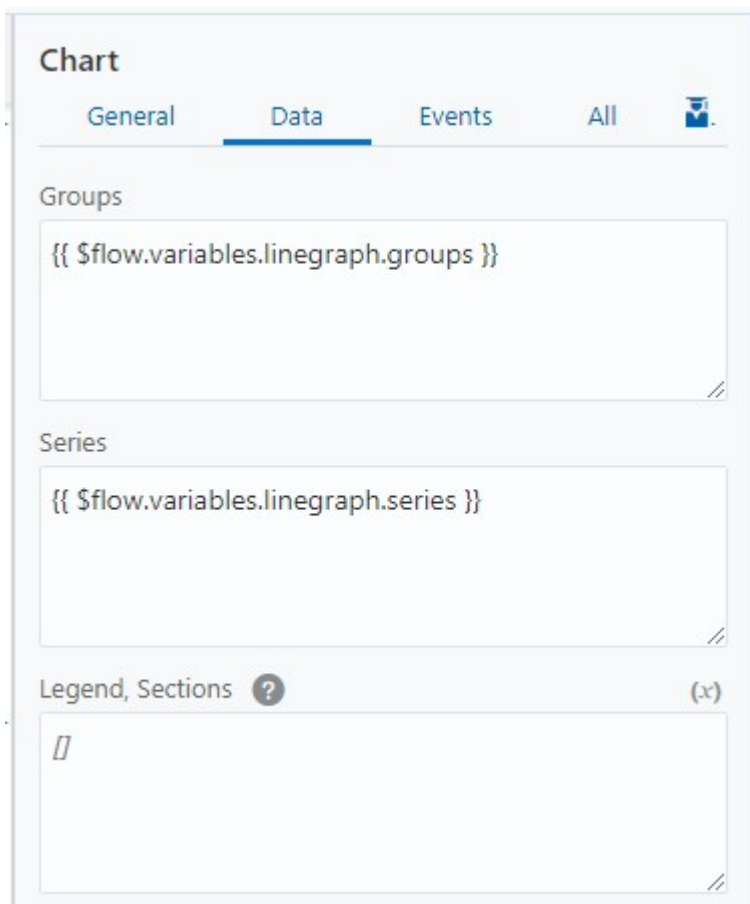 Chart
General Data Events All
Groups
{{ $flow.variables.linegraph.groups }}
Series
{{ $flow.variables.linegraph.series }}
Legend, Sections ? (x)
[]